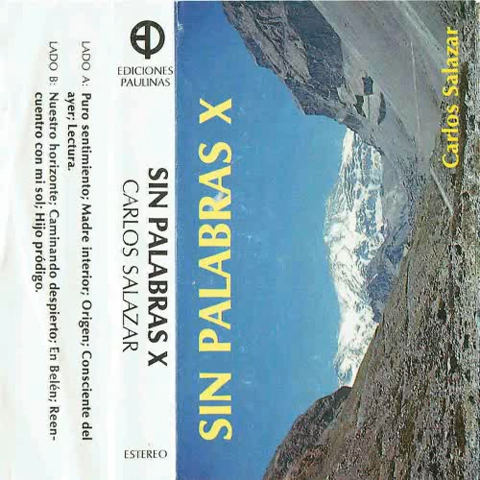 LADO A: Puro sentimiento; Madre interior; Origen; Consciente del
ayer; Lectura.
LADO B: Nuestro horizonte; Caminando despierto; En Belén; Reen-
cuentro con mi sol; Hijo pródigo.
EDICIONES
PAULINAS
SIN PALABRAS X
CARLOS SALAZAR
ESTEREO
SIN PALABRAS X
Carlos Salazar